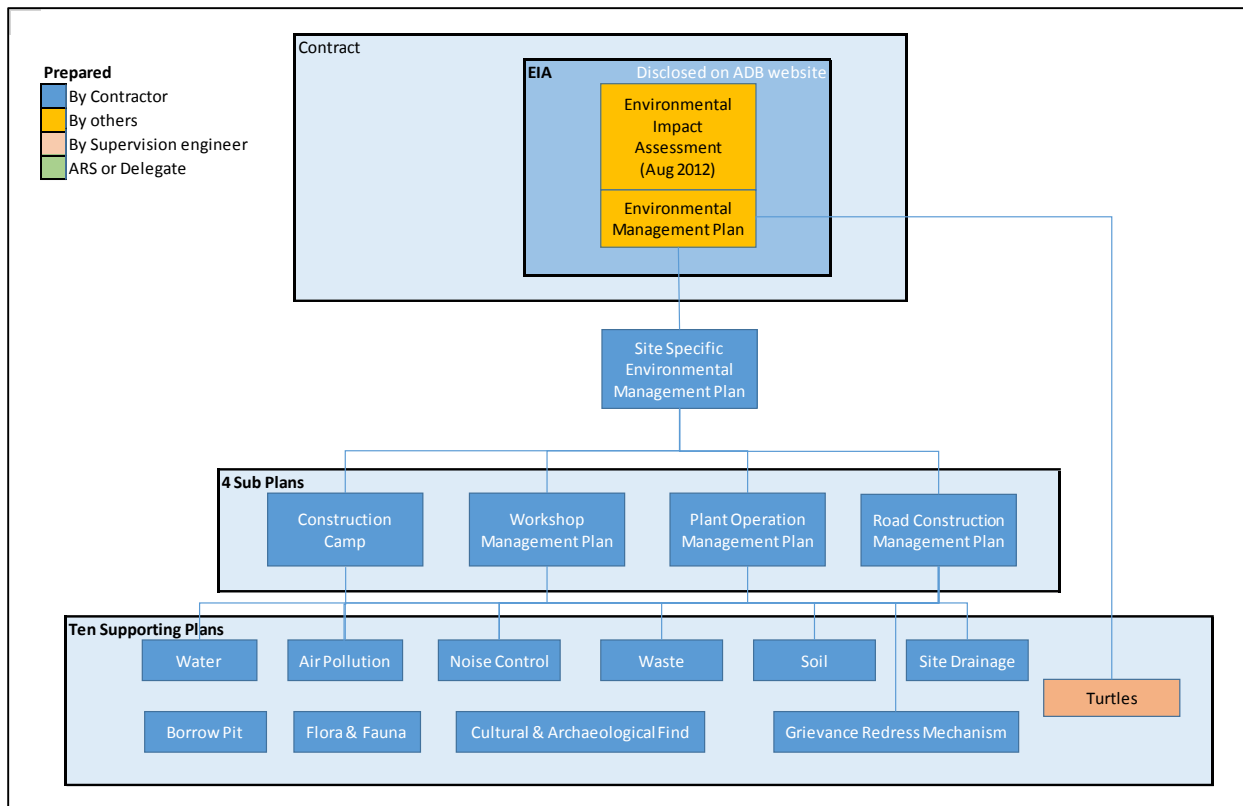 Contract
Prepared
By Contractor
By others
By Supervision engineer
ARS or Delegate
EIA
Disclosed on ADB website
Environmental
Impact
Assessment
(Aug 2012)
Environmental
Management Plan
Site Specific
Environmental
Management Plan
4 Sub Plans
Construction
Camp
Workshop
Management Plan
Plant Operation
Management Plan
Road Construction
Management Plan
Ten Supporting Plans
Water
Air Pollution
Noise Control
Waste
Soil
Site Drainage
Turtles
Borrow Pit
Flora & Fauna
Cultural & Archaeological Find
Grievance Redress Mechanism